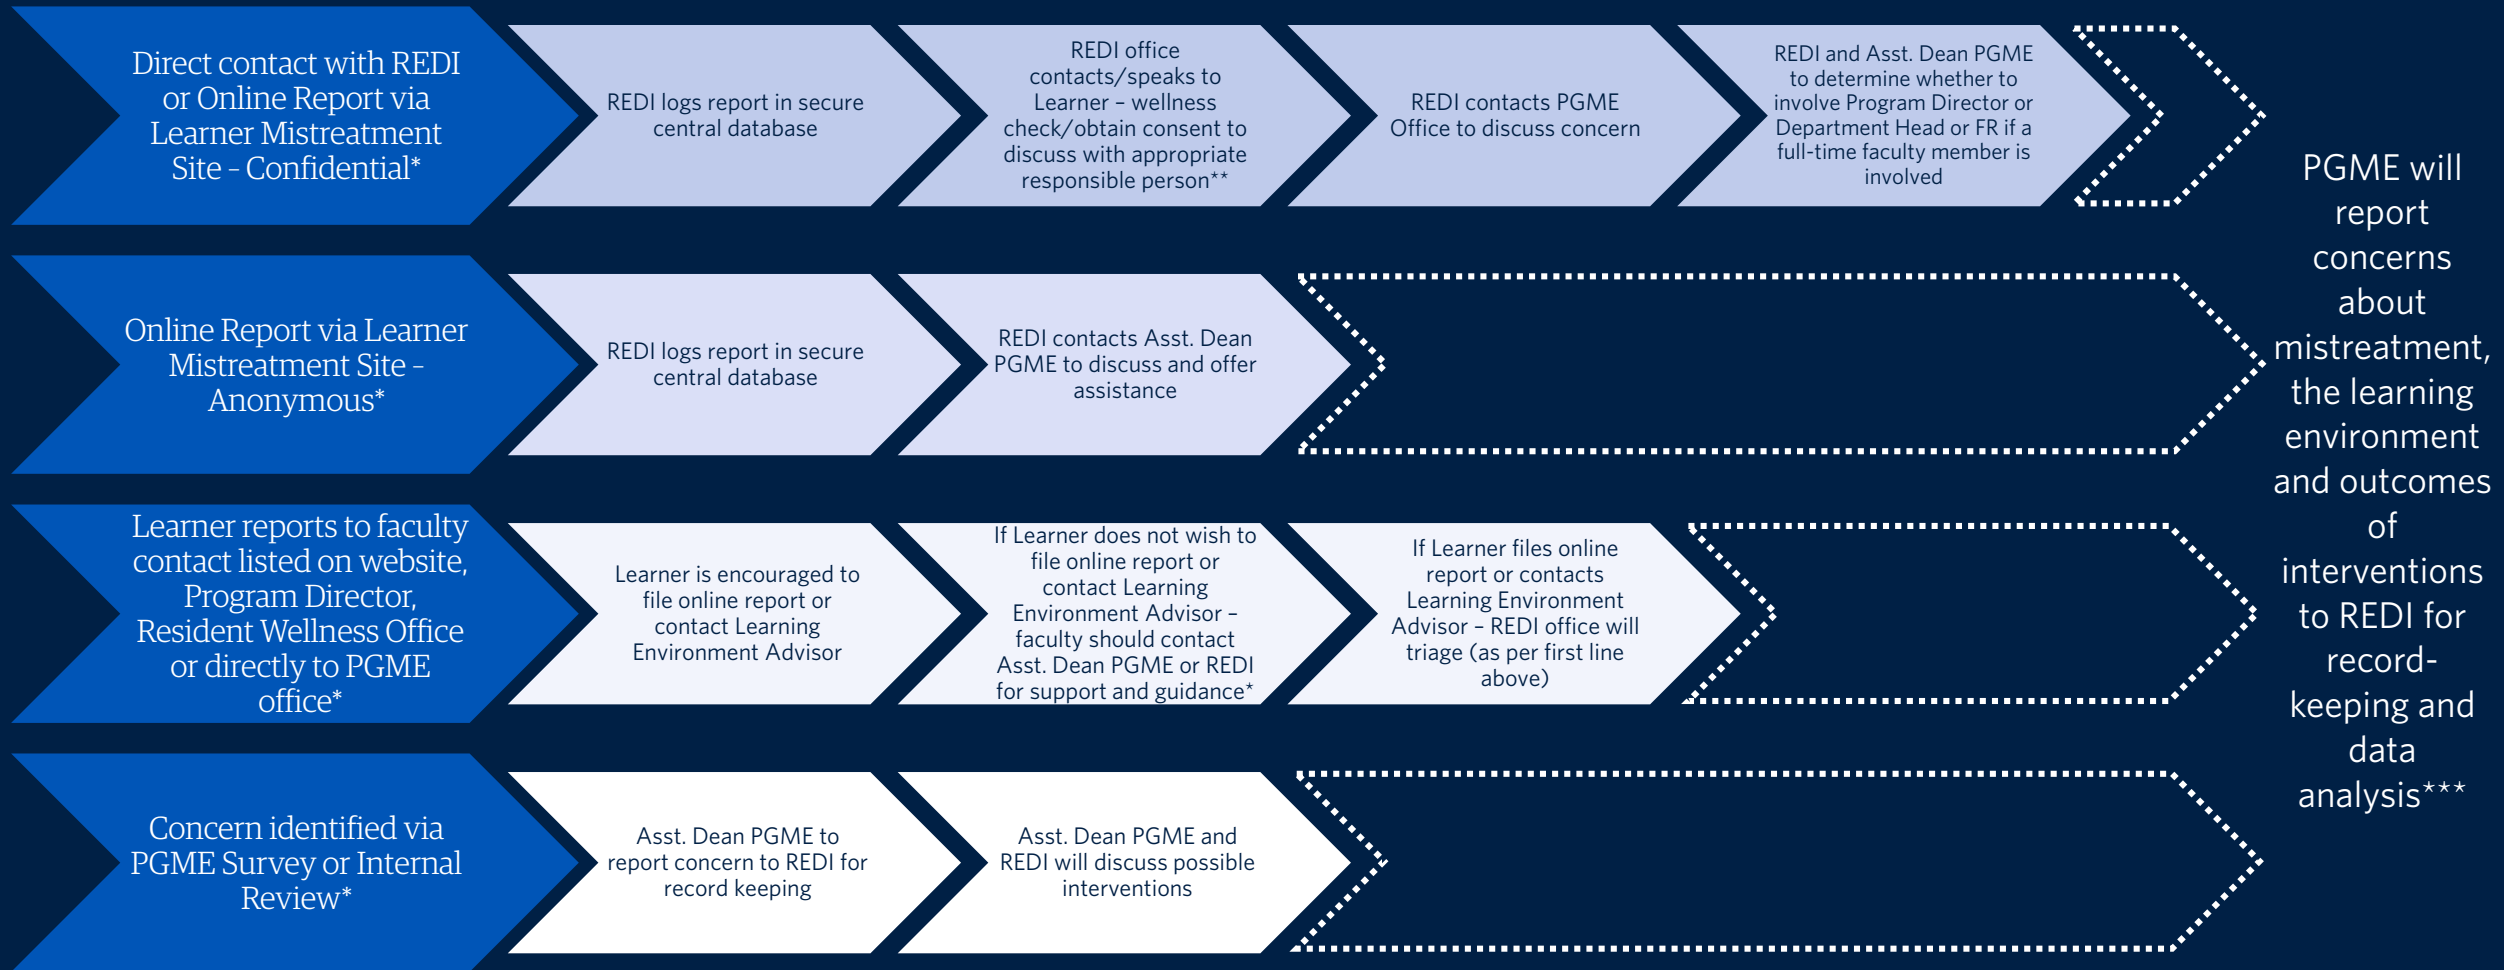 Direct contact with REDI
or Online Report via
Learner Mistreatment
Site – Confidential*
REDI logs report in secure
central database
REDI office
contacts/speaks to
Learner – wellness
check/obtain consent to
discuss with appropriate
responsible person**
REDI contacts PGME
Office to discuss concern
REDI and Asst. Dean PGME
to determine whether to
involve Program Director or
Department Head or FR if a
full-time faculty member is
involved
Online Report via Learner
Mistreatment Site –
Anonymous*
REDI logs report in secure
central database
REDI contacts Asst. Dean
PGME to discuss and offer
assistance
Learner reports to faculty
contact listed on website,
Program Director,
Resident Wellness Office
or directly to PGME
office*
Learner is encouraged to
file online report or
contact Learning
Environment Advisor
If Learner does not wish to
file online report or
contact Learning
Environment Advisor –
faculty should contact
Asst. Dean PGME or REDI
for support and guidance*
If Learner files online
report or contacts
Learning Environment
Advisor – REDI office will
triage (as per first line
above)
Concern identified via
PGME Survey or Internal
Review*
Asst. Dean PGME to
report concern to REDI for
record keeping
Asst. Dean PGME and
REDI will discuss possible
interventions
PGME will
report
concerns
about
mistreatment,
the learning
environment
and outcomes
of
interventions
to REDI for
record-
keeping and
data
analysis***